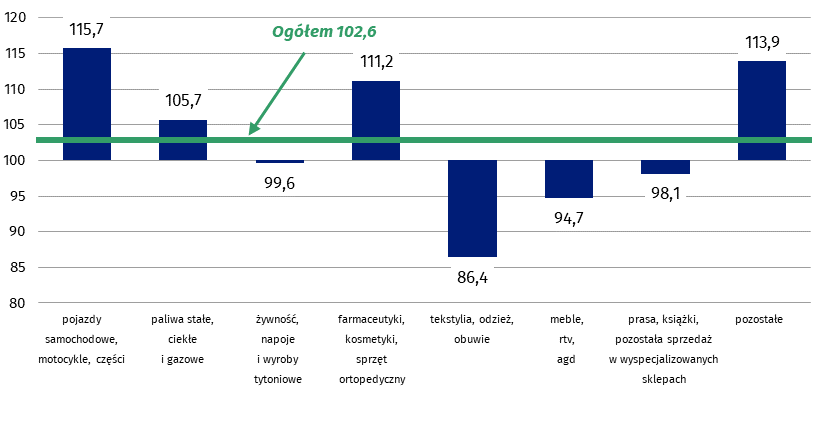 120
115
110
105
100
95
90
85
80
Ogółem 102,6
115,7
105,7
99,6
111,2
86,4
94,7
98,1
113,9
pojazdy
samochodowe,
motocykle, części
paliwa stałe,
ciekłe
i gazowe
żywność,
napoje
i wyroby
tytoniowe
farmaceutyki,
kosmetyki,
sprzęt
ortopedyczny
tekstylia, odzież,
obuwie
meble,
rtv,
agd
prasa, książki,
pozostała sprzedaż
w wyspecjalizowanych
sklepach
pozostałe